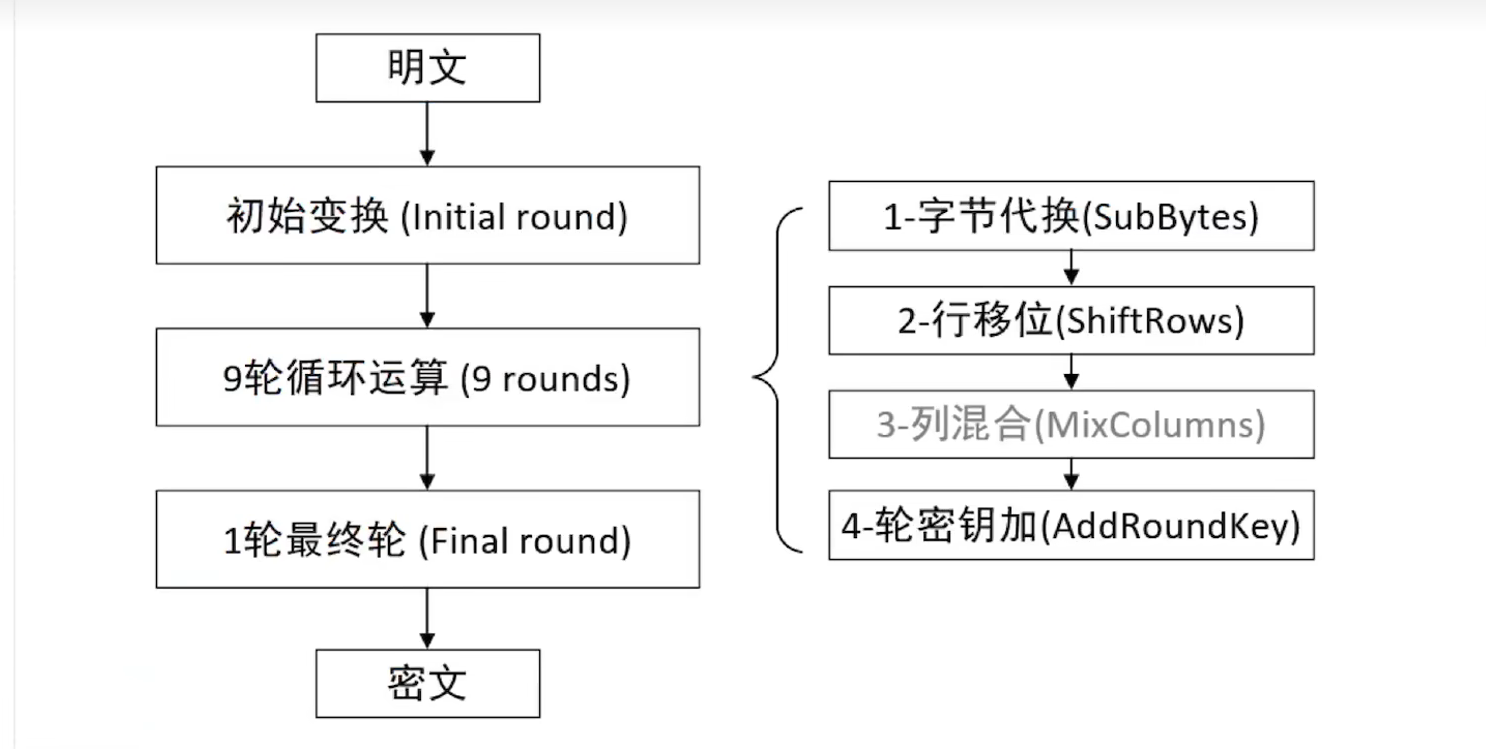 明文
初始变换 (Initial round)
9轮循环运算 (9 rounds)
1轮最终轮 (Final round)
密文
1-字节代换(SubBytes)
2-行移位(ShiftRows)
3-列混合(MixColumns)
4-轮密钥加(AddRoundKey)